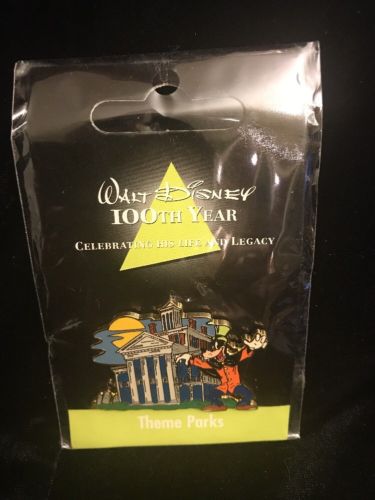 Walt Disney
100th Year
Celebrating his Life and Legacy
Theme Parks